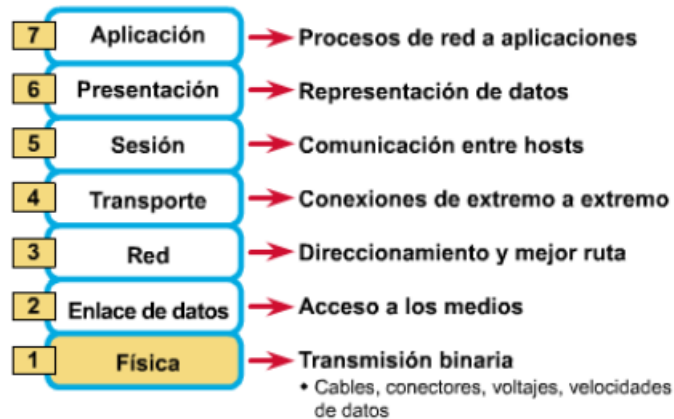 7 Aplicación Procesos de red a aplicaciones
6 Presentación Representación de datos
5 Sesión Comunicación entre hosts
4 Transporte Conexiones de extremo a extremo
3 Red Direccionamiento y mejor ruta
2 Enlace de datos Acceso a los medios
1 Física Transmisión binaria
• Cables, conectores, voltajes, velocidades
de datos